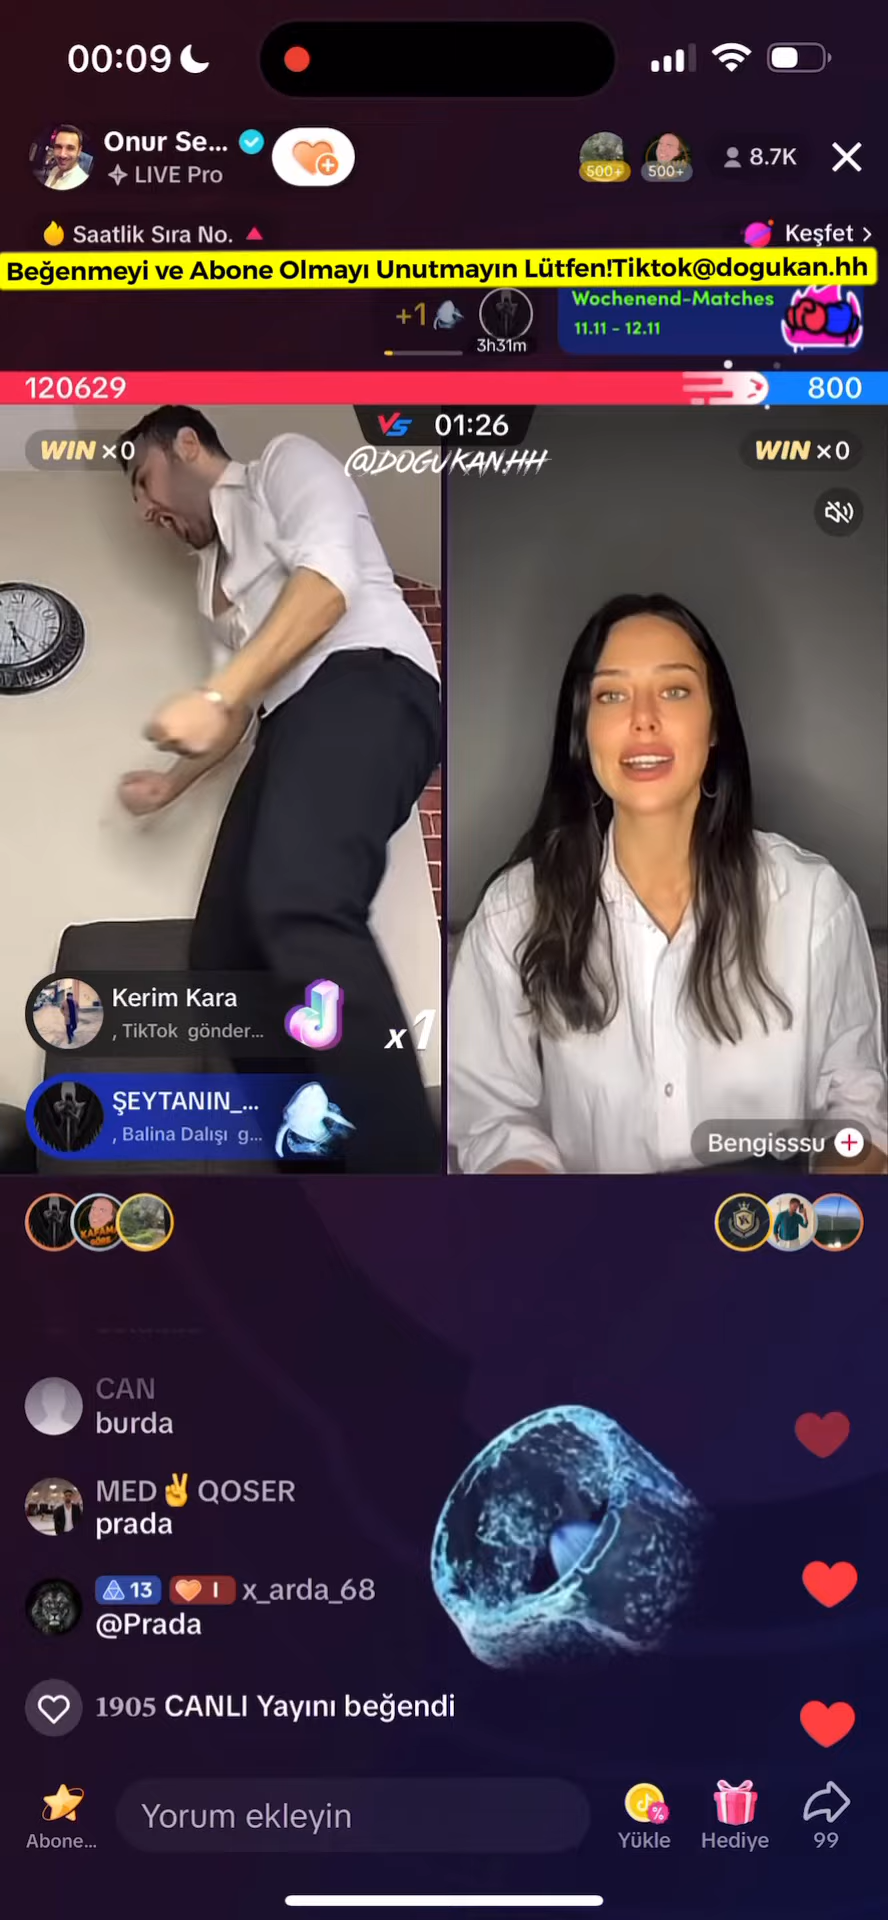 00:09
Onur Se...
LIVE Pro
500+
500+
8.7K
Saatlik Sıra No.
Keşfet >
Beğenmeyi ve Abone Olmayı Unutmayın Lütfen!Tiktok@dogukan.hh
+1
3h31m
Wochenend-Matches
11.11 - 12.11
120629
800
VS 01:26
WIN ×0
WIN ×0
@DOGUKAN.HH
Kerim Kara
, TikTok gönder...
x1
ŞEYTANIN_...
, Balina Dalışı g...
Bengisssu
CAN
burda
MED✌️QOSER
prada
13 I x_arda_68
@Prada
1905 CANLI Yayını beğendi
Abone...
Yorum ekleyin
Yükle
Hediye
99